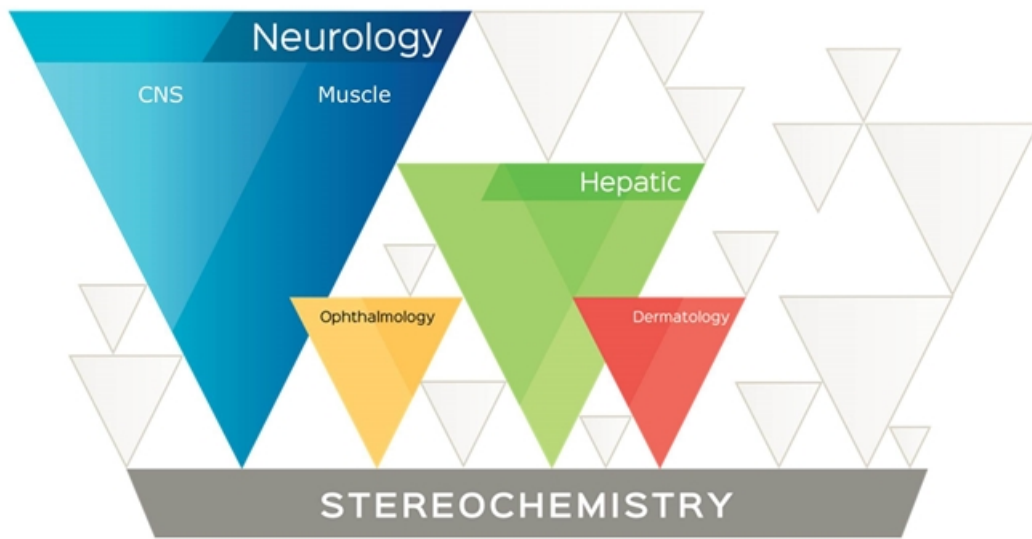 Neurology
CNS Muscle
Hepatic
Ophthalmology
Dermatology
STEREOCHEMISTRY